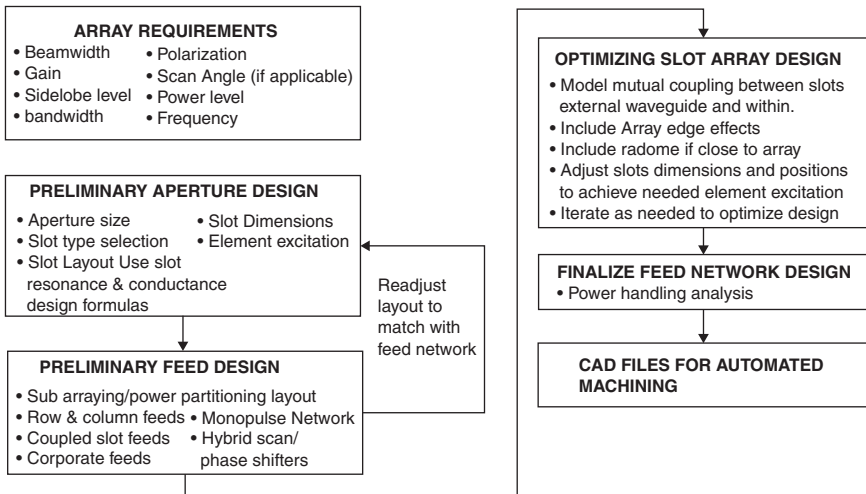 ARRAY REQUIREMENTS
• Beamwidth
• Gain
• Sidelobe level
• bandwidth
• Polarization
• Scan Angle (if applicable)
• Power level
• Frequency
PRELIMINARY APERTURE DESIGN
• Aperture size
• Slot type selection
• Slot Layout Use slot
resonance & conductance
design formulas
• Slot Dimensions
• Element excitation
Readjust
layout to
match with
feed network
PRELIMINARY FEED DESIGN
• Sub arraying/power partitioning layout
• Row & column feeds
• Coupled slot feeds
• Corporate feeds
• Monopulse Network
• Hybrid scan/
phase shifters
OPTIMIZING SLOT ARRAY DESIGN
• Model mutual coupling between slots
external waveguide and within.
• Include Array edge effects
• Include radome if close to array
• Adjust slots dimensions and positions
to achieve needed element excitation
• Iterate as needed to optimize design
FINALIZE FEED NETWORK DESIGN
• Power handling analysis
CAD FILES FOR AUTOMATED
MACHINING